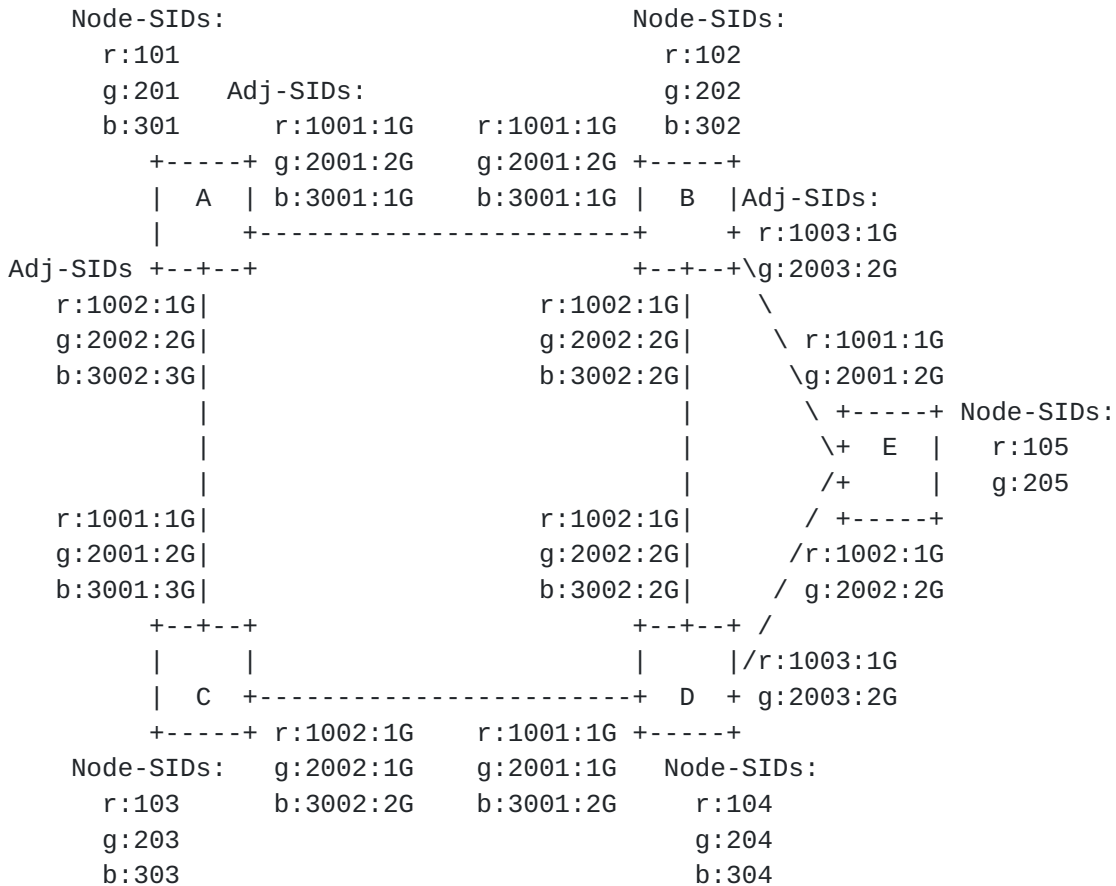 Node-SIDs:                          Node-SIDs:
      r:101                               r:102
      g:201   Adj-SIDs:                   g:202
      b:301      r:1001:1G    r:1001:1G   b:302
         +-----+ g:2001:2G    g:2001:2G +-----+
         |  A  | b:3001:1G    b:3001:1G |  B  |Adj-SIDs:
         |     +------------------------+     + r:1003:1G
Adj-SIDs +--+--+                        +--+--+\g:2003:2G
   r:1002:1G|                     r:1002:1G|    \
   g:2002:2G|                     g:2002:2G|     \ r:1001:1G
   b:3002:3G|                     b:3002:2G|      \g:2001:2G
            |                              |       \ +-----+ Node-SIDs:
            |                              |        \+  E  |   r:105
            |                              |        /+     |   g:205
   r:1001:1G|                     r:1002:1G|       / +-----+
   g:2001:2G|                     g:2002:2G|      /r:1002:1G
   b:3001:3G|                     b:3002:2G|     / g:2002:2G
         +--+--+                        +--+--+ /
         |     |                        |     |/r:1003:1G
         |  C  +------------------------+  D  + g:2003:2G
         +-----+ r:1002:1G    r:1001:1G +-----+
    Node-SIDs:   g:2002:1G    g:2001:1G   Node-SIDs:
      r:103      b:3002:2G    b:3001:2G     r:104
      g:203                                 g:204
      b:303                                 b:304